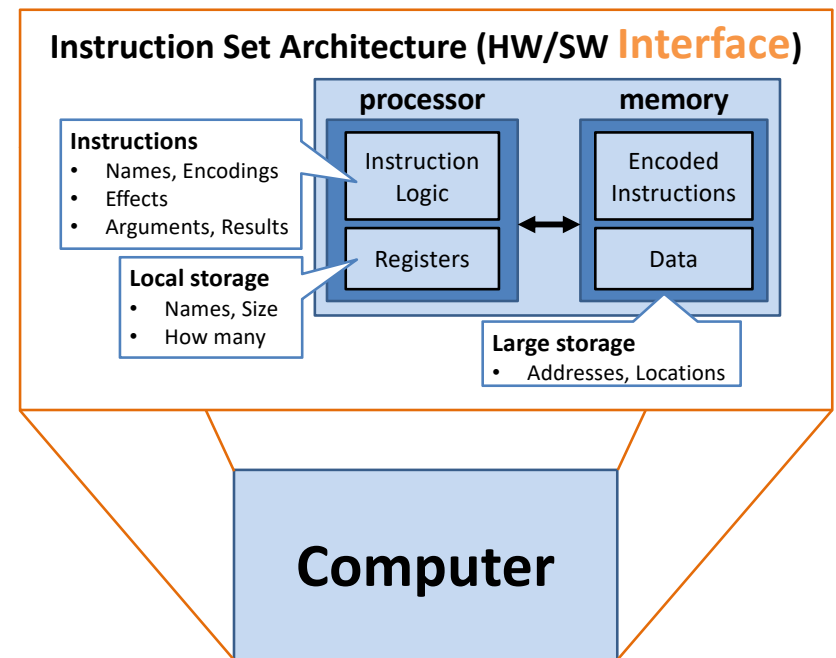 Instruction Set Architecture (HW/SW Interface)
processor
memory
Instructions
• Names, Encodings
• Effects
• Arguments, Results
Instruction
Logic
Encoded
Instructions
Registers
Data
Local storage
• Names, Size
• How many
Large storage
• Addresses, Locations
Computer